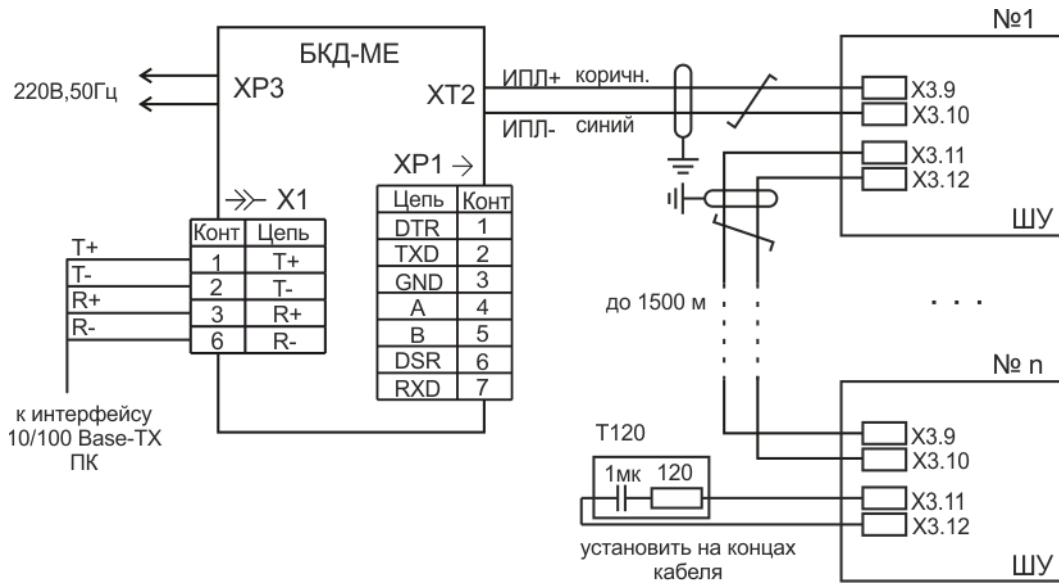 №1
БКД-МЕ
220В,50Гц
XP3
XT2
ИПЛ+ коричн.
ИПЛ- синий
X3.9
X3.10
X3.11
X3.12
ШУ
XP1
Цепь Конт
DTR 1
TXD 2
GND 3
A 4
B 5
DSR 6
RXD 7
X1
Конт Цепь
1 T+
2 T-
3 R+
6 R-
T+
T-
R+
R-
к интерфейсу
10/100 Base-TX
ПК
до 1500 м
. . .
№ n
X3.9
X3.10
X3.11
X3.12
ШУ
T120
1мк 120
установить на концах
кабеля